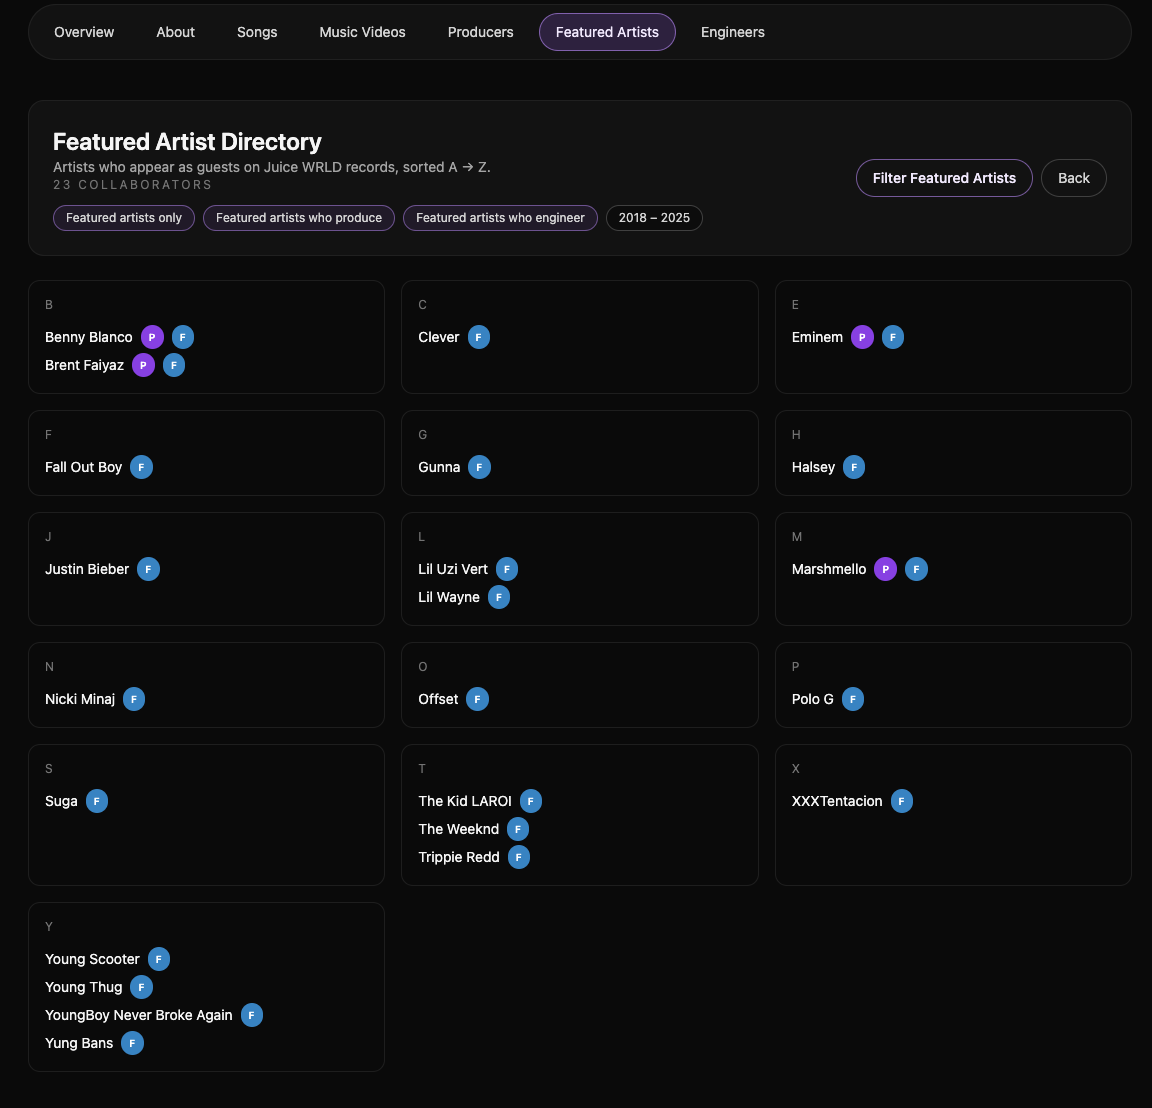 Overview About Songs Music Videos Producers Featured Artists Engineers
Featured Artist Directory
Artists who appear as guests on Juice WRLD records, sorted A → Z.
23 COLLABORATORS
Filter Featured Artists Back
Featured artists only Featured artists who produce Featured artists who engineer 2018 – 2025
B
Benny Blanco P F
Brent Faiyaz P F
C
Clever F
E
Eminem P F
F
Fall Out Boy F
G
Gunna F
H
Halsey F
J
Justin Bieber F
L
Lil Uzi Vert F
Lil Wayne F
M
Marshmello P F
N
Nicki Minaj F
O
Offset F
P
Polo G F
S
Suga F
T
The Kid LAROI F
The Weeknd F
Trippie Redd F
X
XXXTentacion F
Y
Young Scooter F
Young Thug F
YoungBoy Never Broke Again F
Yung Bans F